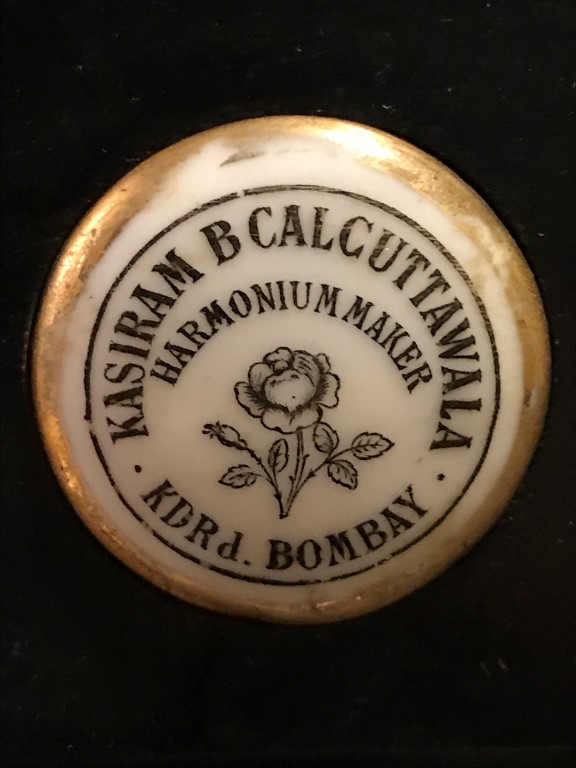 KASIRAM B CALCUTTAWALA
HARMONIUM MAKER
KDRd. BOMBAY